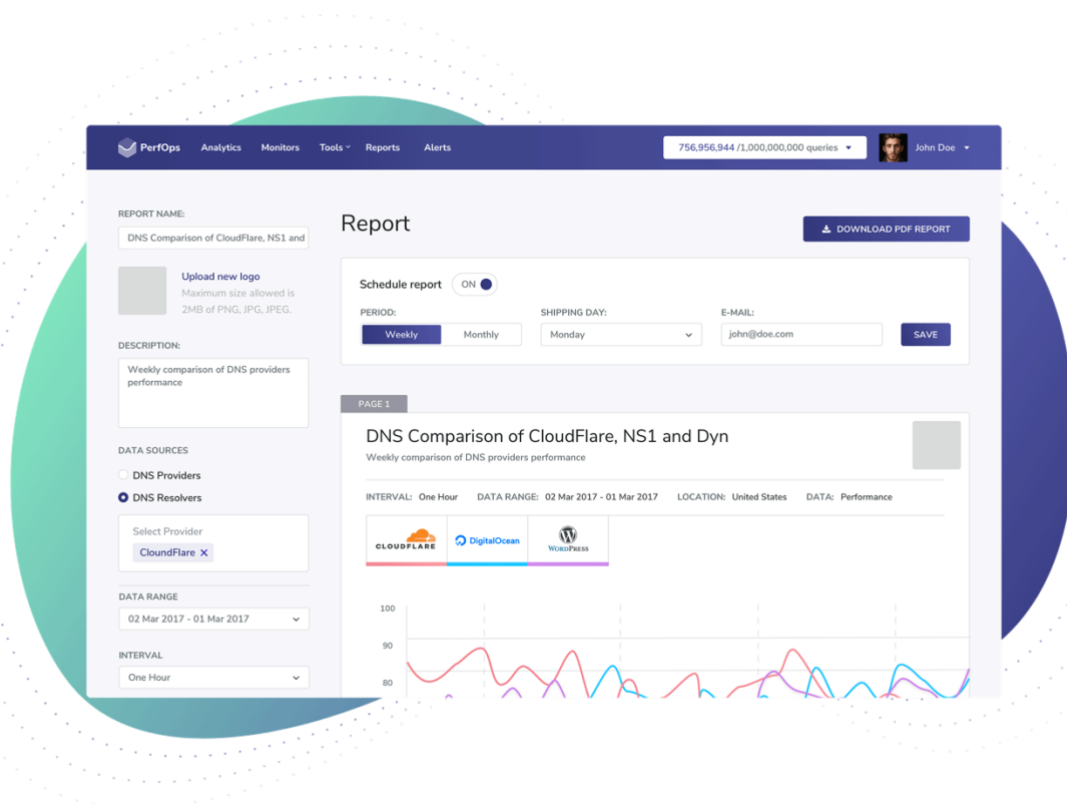 PerfOps Analytics Monitors Tools Reports Alerts 756,956,944 /1,000,000,000 queries John Doe
REPORT NAME:
DNS Comparison of CloudFlare, NS1 and
Upload new logo
Maximum size allowed is
2MB of PNG, JPG, JPEG.
DESCRIPTION:
Weekly comparison of DNS providers
performance
DATA SOURCES
DNS Providers
DNS Resolvers
Select Provider
CloundFlare X
DATA RANGE
02 Mar 2017 - 01 Mar 2017
INTERVAL
One Hour
Report
DOWNLOAD PDF REPORT
Schedule report ON
PERIOD: SHIPPING DAY: E-MAIL:
Weekly Monthly Monday john@doe.com SAVE
PAGE 1
DNS Comparison of CloudFlare, NS1 and Dyn
Weekly comparison of DNS providers performance
INTERVAL: One Hour DATA RANGE: 02 Mar 2017 - 01 Mar 2017 LOCATION: United States DATA: Performance
CLOUDFLARE DigitalOcean WORDPRESS
100
90
80